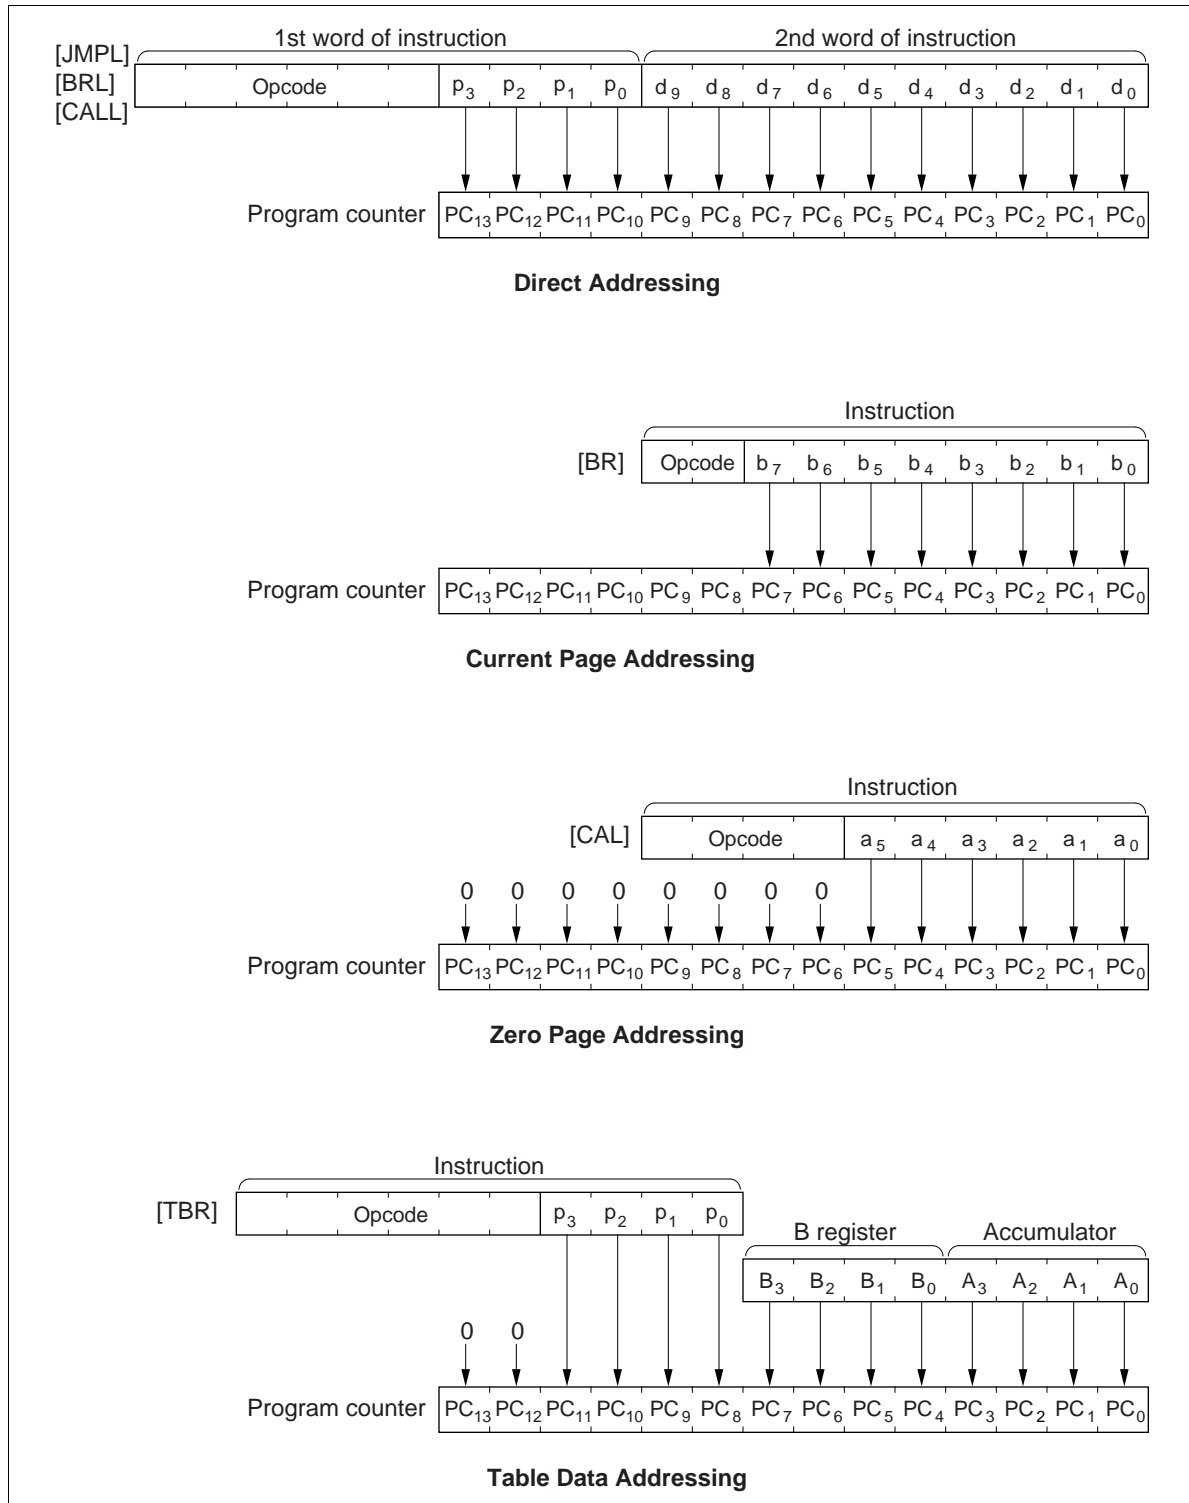 1st word of instruction 2nd word of instruction
[JMPL]
[BRL] Opcode p3 p2 p1 p0 d9 d8 d7 d6 d5 d4 d3 d2 d1 d0
[CALL]
Program counter PC13 PC12 PC11 PC10 PC9 PC8 PC7 PC6 PC5 PC4 PC3 PC2 PC1 PC0
Direct Addressing
Instruction
[BR] Opcode b7 b6 b5 b4 b3 b2 b1 b0
Program counter PC13 PC12 PC11 PC10 PC9 PC8 PC7 PC6 PC5 PC4 PC3 PC2 PC1 PC0
Current Page Addressing
Instruction
[CAL] Opcode a5 a4 a3 a2 a1 a0
0 0 0 0 0 0 0 0
Program counter PC13 PC12 PC11 PC10 PC9 PC8 PC7 PC6 PC5 PC4 PC3 PC2 PC1 PC0
Zero Page Addressing
Instruction
[TBR] Opcode p3 p2 p1 p0
B register Accumulator
B3 B2 B1 B0 A3 A2 A1 A0
0 0
Program counter PC13 PC12 PC11 PC10 PC9 PC8 PC7 PC6 PC5 PC4 PC3 PC2 PC1 PC0
Table Data Addressing